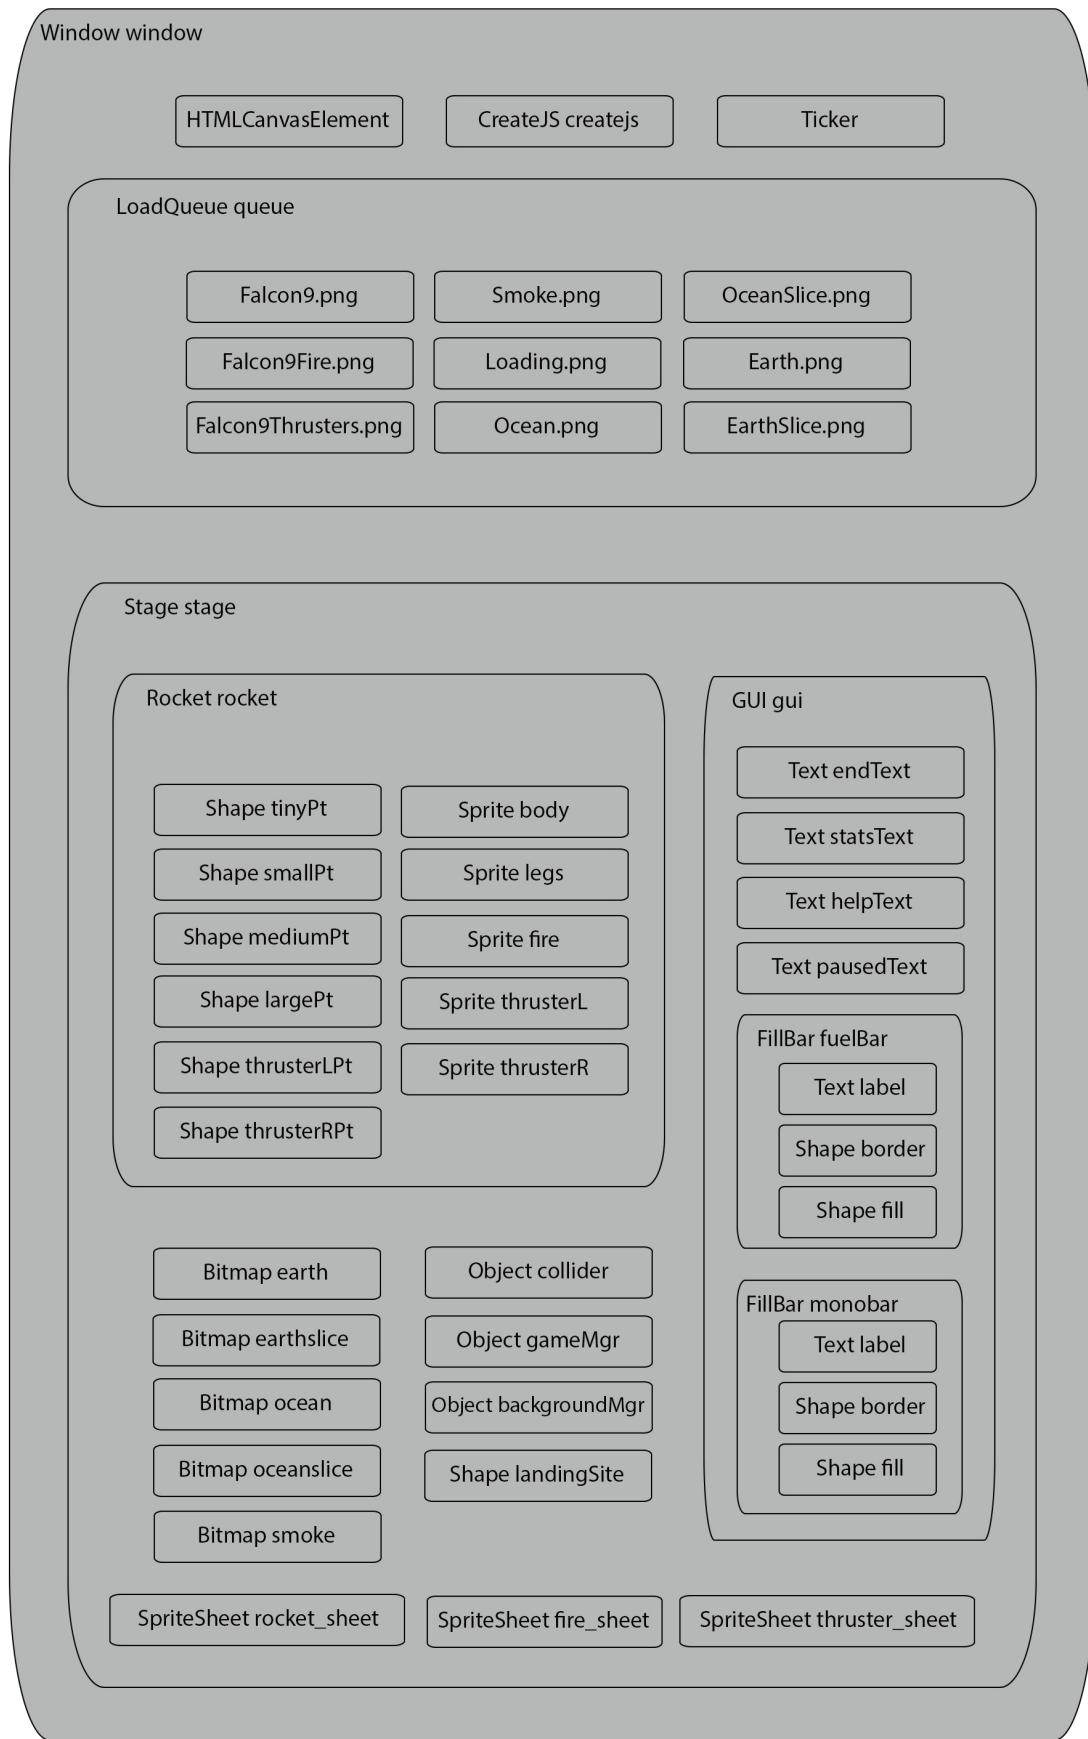 Window window
HTMLCanvasElement
CreateJS createjs
Ticker
LoadQueue queue
Falcon9.png
Smoke.png
OceanSlice.png
Falcon9Fire.png
Loading.png
Earth.png
Falcon9Thrusters.png
Ocean.png
EarthSlice.png
Stage stage
Rocket rocket
Shape tinyPt
Sprite body
Shape smallPt
Sprite legs
Shape mediumPt
Sprite fire
Shape largePt
Sprite thrusterL
Shape thrusterLPt
Sprite thrusterR
Shape thrusterRPt
GUI gui
Text endText
Text statsText
Text helpText
Text pausedText
FillBar fuelBar
Text label
Shape border
Shape fill
FillBar monobar
Text label
Shape border
Shape fill
Bitmap earth
Object collider
Bitmap earthslice
Object gameMgr
Bitmap ocean
Object backgroundMgr
Bitmap oceanslice
Shape landingSite
Bitmap smoke
SpriteSheet rocket_sheet
SpriteSheet fire_sheet
SpriteSheet thruster_sheet